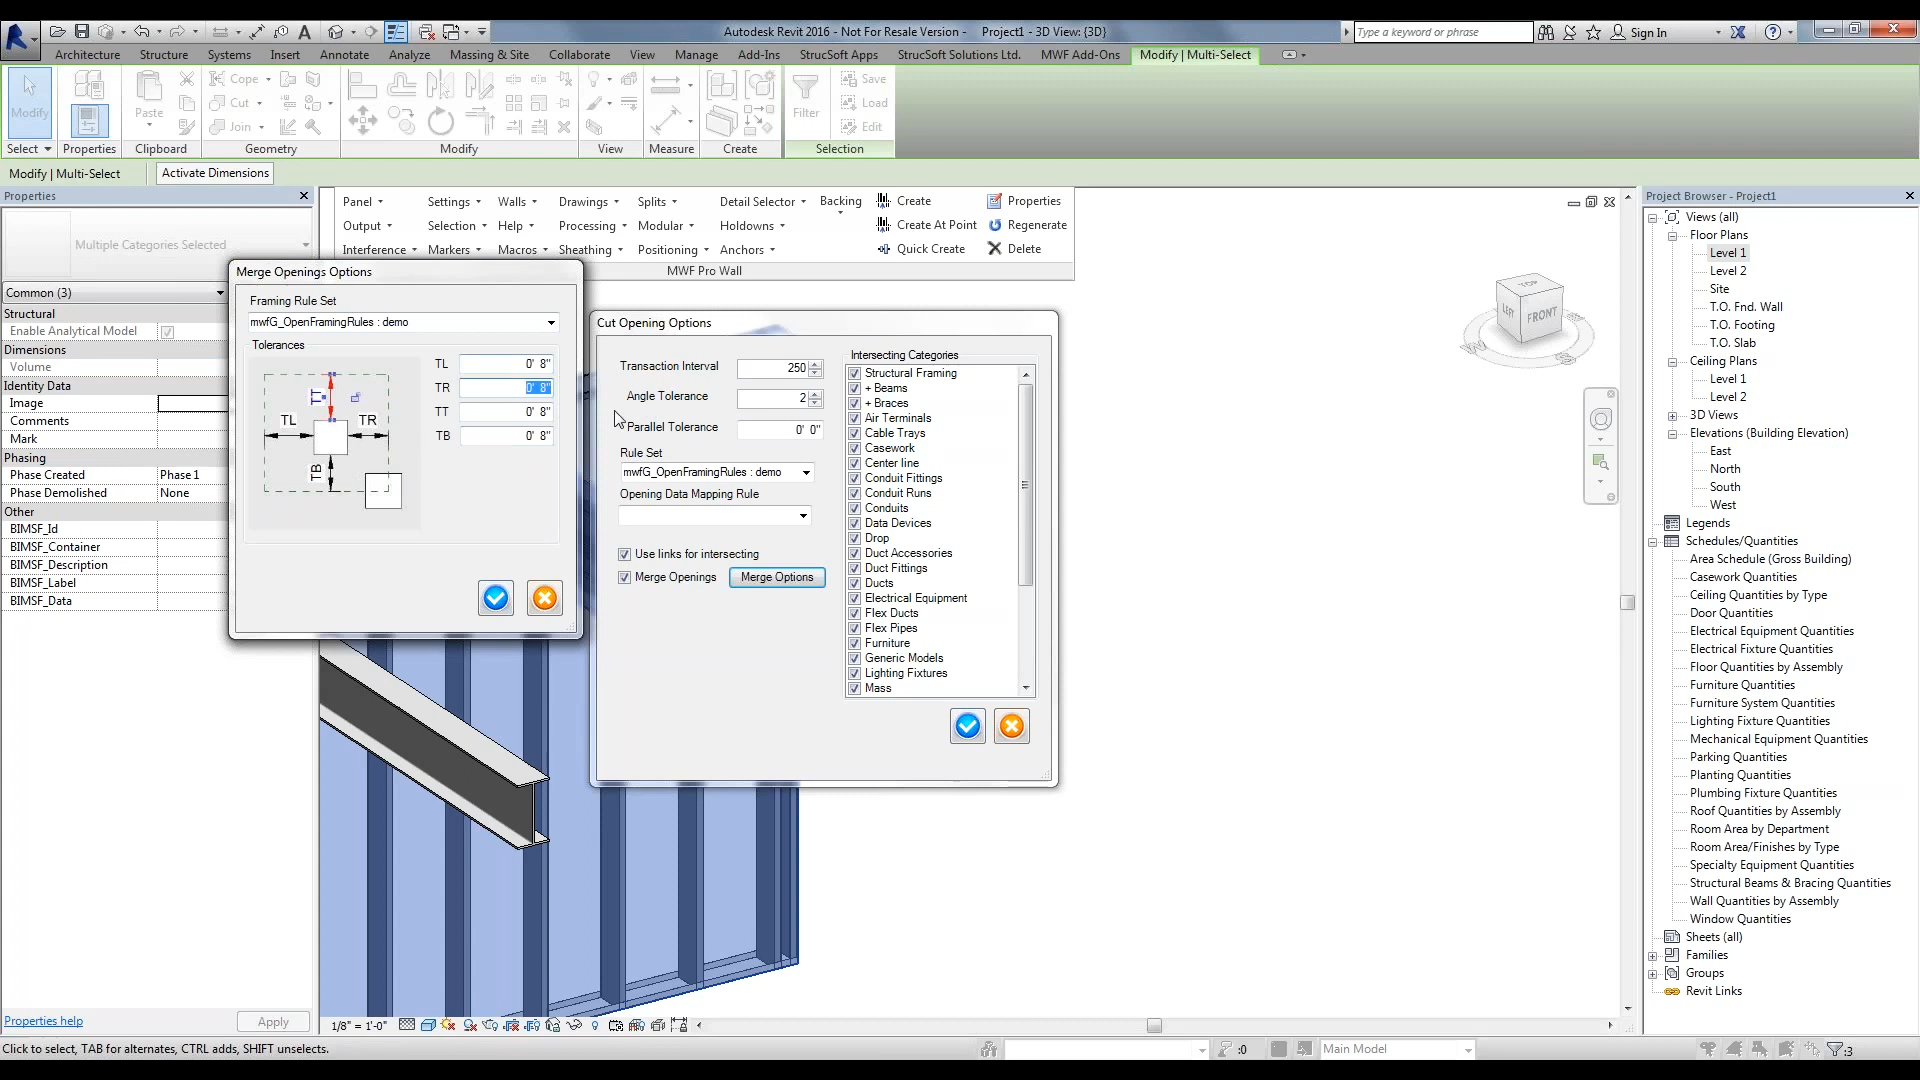 Autodesk Revit 2016 - Not For Resale Version -    Project1 - 3D View: {3D}
Type a keyword or phrase
Sign In
Architecture
Structure
Systems
Insert
Annotate
Analyze
Massing & Site
Collaborate
View
Manage
Add-Ins
StrucSoft Apps
StrucSoft Solutions Ltd.
MWF Add-Ons
Modify | Multi-Select
Modify
Paste
Cope
Cut
Join
Filter
Save
Load
Edit
Select
Properties
Clipboard
Geometry
Modify
View
Measure
Create
Selection
Modify | Multi-Select
Activate Dimensions
Properties
Multiple Categories Selected
Common (3)
Structural
Enable Analytical Model
Dimensions
Volume
Identity Data
Image
Comments
Mark
Phasing
Phase Created Phase 1
Phase Demolished None
Other
BIMSF_Id
BIMSF_Container
BIMSF_Description
BIMSF_Label
BIMSF_Data
Properties help
Apply
Panel Settings Walls Drawings Splits Detail Selector Backing Create Properties
Output Selection Help Processing Modular Holdowns Create At Point Regenerate
Interference Markers Macros Sheathing Positioning Anchors Quick Create Delete
MWF Pro Wall
Merge Openings Options
Framing Rule Set
mwfG_OpenFramingRules : demo
Tolerances
TL 0' 8"
TR 0' 8"
TT 0' 8"
TB 0' 8"
TT
TL
TR
TB
Cut Opening Options
Transaction Interval 250
Angle Tolerance 2
Parallel Tolerance 0' 0"
Rule Set
mwfG_OpenFramingRules : demo
Opening Data Mapping Rule
Use links for intersecting
Merge Openings
Merge Options
Intersecting Categories
Structural Framing
+ Beams
+ Braces
Air Terminals
Cable Trays
Casework
Center line
Conduit Fittings
Conduit Runs
Conduits
Data Devices
Drop
Duct Accessories
Duct Fittings
Ducts
Electrical Equipment
Flex Ducts
Flex Pipes
Furniture
Generic Models
Lighting Fixtures
Mass
TOP
LEFT
FRONT
W
Project Browser - Project1
Views (all)
Floor Plans
Level 1
Level 2
Site
T.O. Fnd. Wall
T.O. Footing
T.O. Slab
Ceiling Plans
Level 1
Level 2
3D Views
Elevations (Building Elevation)
East
North
South
West
Legends
Schedules/Quantities
Area Schedule (Gross Building)
Casework Quantities
Ceiling Quantities by Type
Door Quantities
Electrical Equipment Quantities
Electrical Fixture Quantities
Floor Quantities by Assembly
Furniture Quantities
Furniture System Quantities
Lighting Fixture Quantities
Mechanical Equipment Quantities
Parking Quantities
Planting Quantities
Plumbing Fixture Quantities
Roof Quantities by Assembly
Room Area by Department
Room Area/Finishes by Type
Specialty Equipment Quantities
Structural Beams & Bracing Quantities
Wall Quantities by Assembly
Window Quantities
Sheets (all)
Families
Groups
Revit Links
1/8" = 1'-0"
Click to select, TAB for alternates, CTRL adds, SHIFT unselects.
:0
Main Model
:3